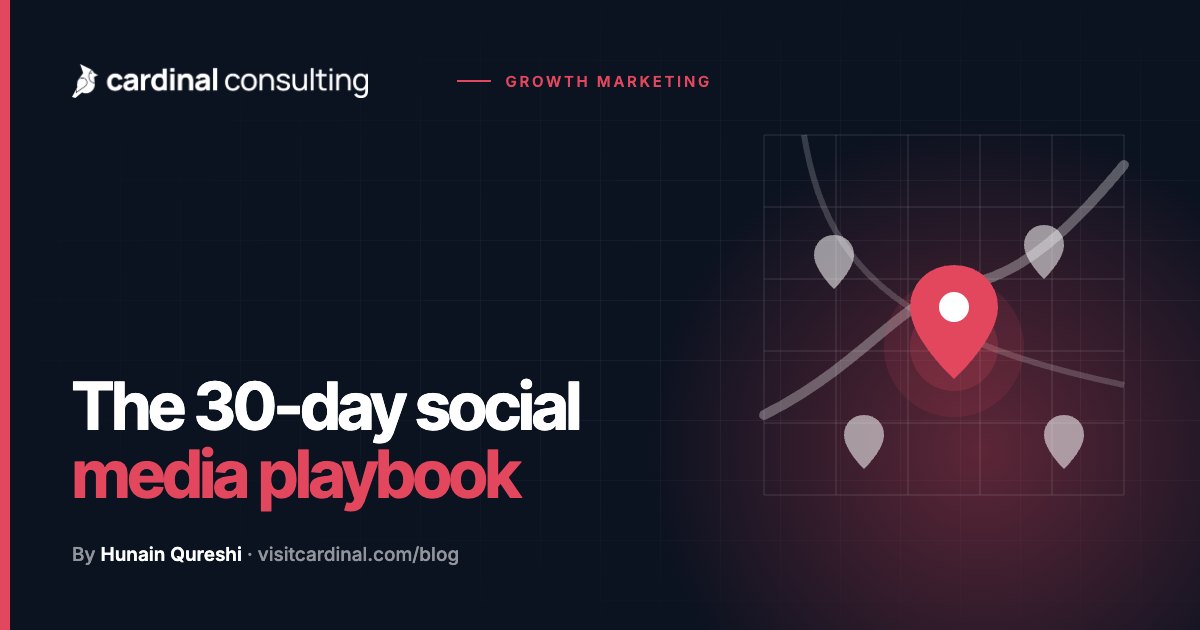 cardinal consulting
GROWTH MARKETING
The 30-day social
media playbook
By Hunain Qureshi · visitcardinal.com/blog